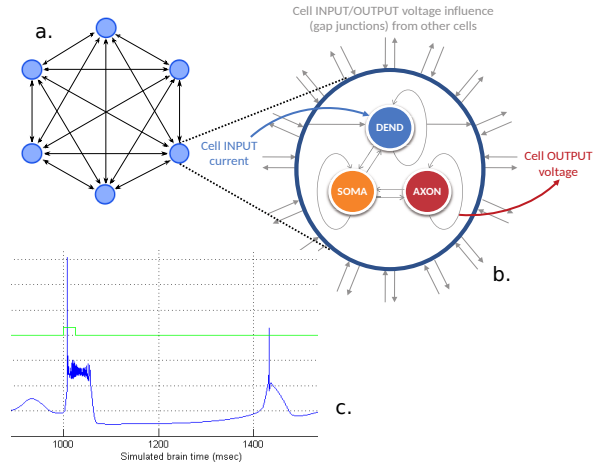 a.
Cell INPUT/OUTPUT voltage influence
(gap junctions) from other cells
DEND
Cell INPUT
current
Cell OUTPUT
voltage
SOMA
AXON
b.
c.
1000
1200
1400
Simulated brain time (msec)